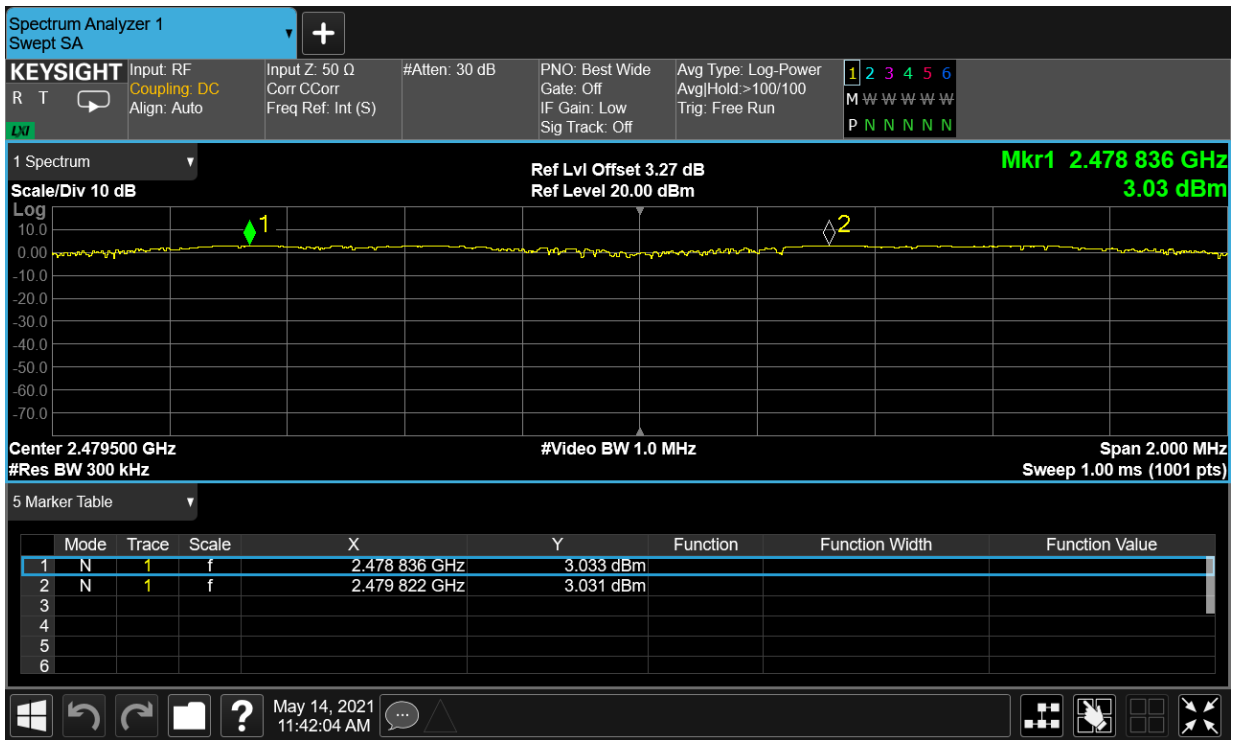 Spectrum Analyzer 1
Swept SA
KEYSIGHT
R T
LXI
Input: RF
Coupling: DC
Align: Auto
Input Z: 50 Ω
Corr CCorr
Freq Ref: Int (S)
#Atten: 30 dB
PNO: Best Wide
Gate: Off
IF Gain: Low
Sig Track: Off
Avg Type: Log-Power
Avg|Hold:>100/100
Trig: Free Run
1 2 3 4 5 6
M W W W W W
P N N N N N
1 Spectrum
Scale/Div 10 dB
Ref Lvl Offset 3.27 dB
Ref Level 20.00 dBm
Mkr1 2.478 836 GHz
3.03 dBm
Log
10.0
0.00
-10.0
-20.0
-30.0
-40.0
-50.0
-60.0
-70.0
1
2
Center 2.479500 GHz
#Res BW 300 kHz
#Video BW 1.0 MHz
Span 2.000 MHz
Sweep 1.00 ms (1001 pts)
5 Marker Table
Mode Trace Scale X Y Function Function Width Function Value
1 N 1 f 2.478 836 GHz 3.033 dBm
2 N 1 f 2.479 822 GHz 3.031 dBm
3
4
5
6
?
May 14, 2021
11:42:04 AM